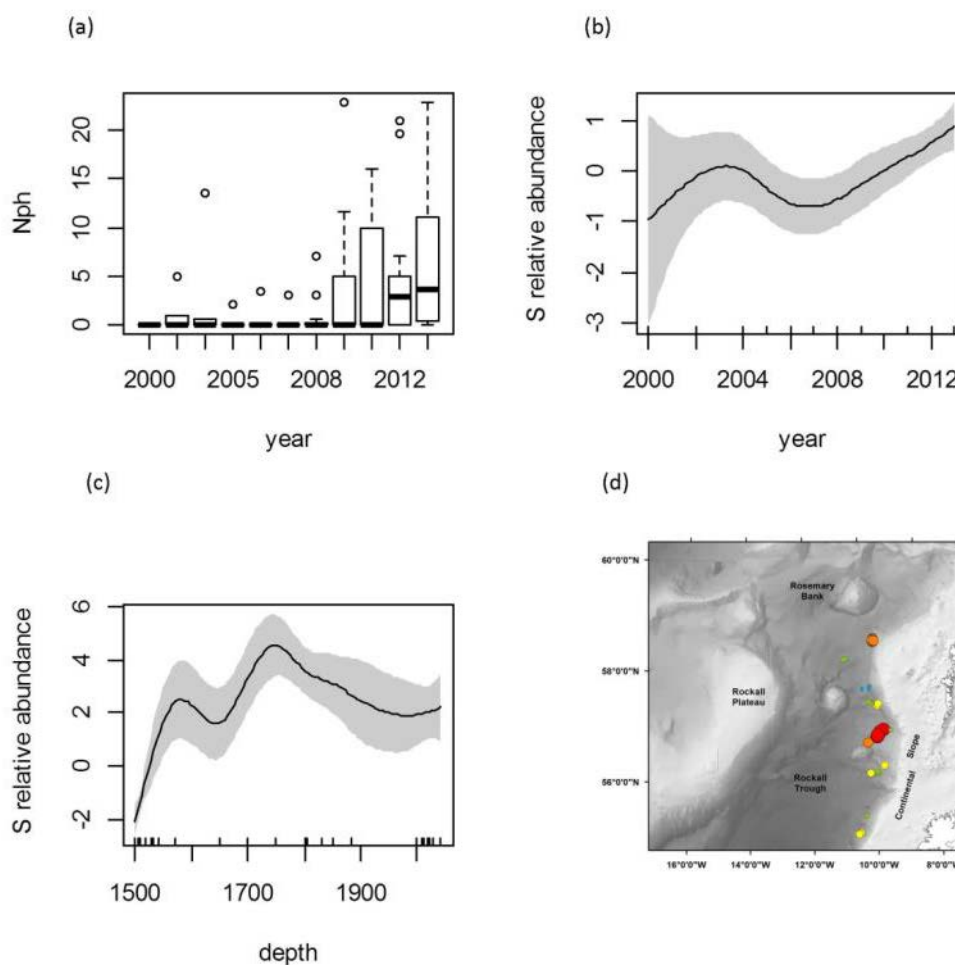 (a)
Nph
20
15
10
5
0
2000 2005 2008 2012
year
(b)
S relative abundance
1
0
-1
-2
-3
2000 2004 2008 2012
year
(c)
S relative abundance
6
4
2
0
-2
1500 1700 1900
depth
(d)
60°0'0"N
58°0'0"N
56°0'0"N
Rosemary
Bank
Rockall
Plateau
Rockall
Trough
Continental Slope
16°0'0"W 12°0'0"W 10°0'0"W 8°0'0"W